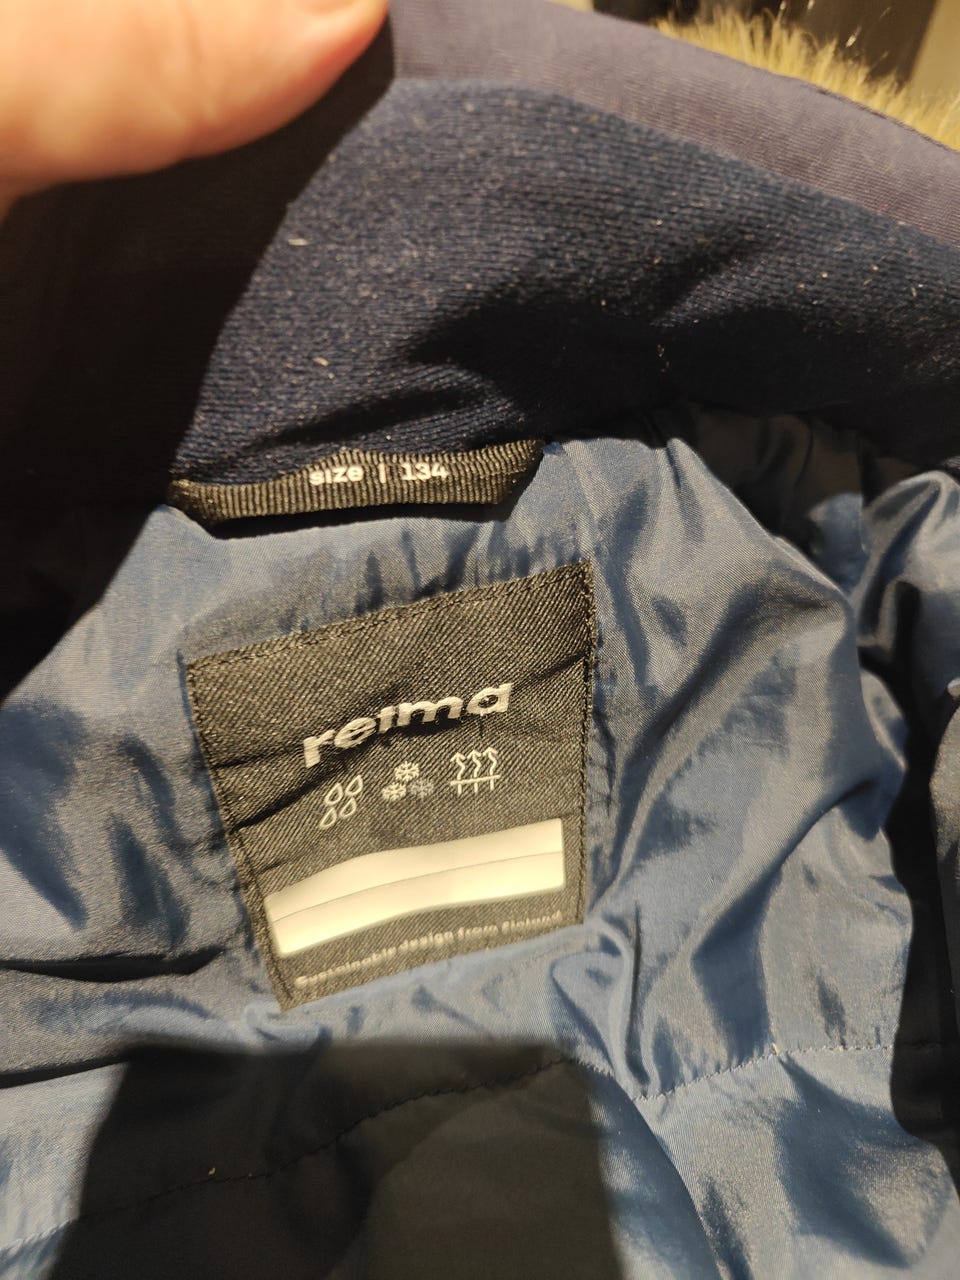 size | 134
reima
Sustainable design from Finland